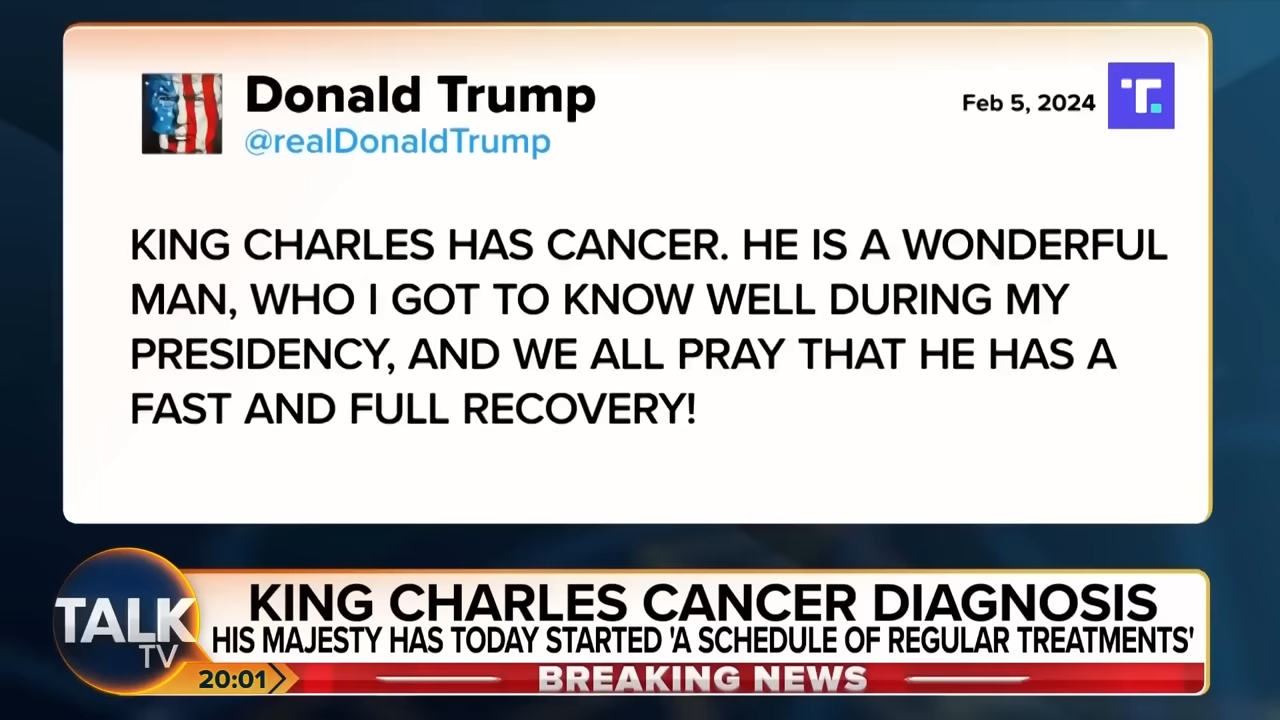 Donald Trump
@realDonaldTrump
Feb 5, 2024
T.
KING CHARLES HAS CANCER. HE IS A WONDERFUL
MAN, WHO I GOT TO KNOW WELL DURING MY
PRESIDENCY, AND WE ALL PRAY THAT HE HAS A
FAST AND FULL RECOVERY!
KING CHARLES CANCER DIAGNOSIS
HIS MAJESTY HAS TODAY STARTED 'A SCHEDULE OF REGULAR TREATMENTS'
TALK
TV
20:01
BREAKING NEWS